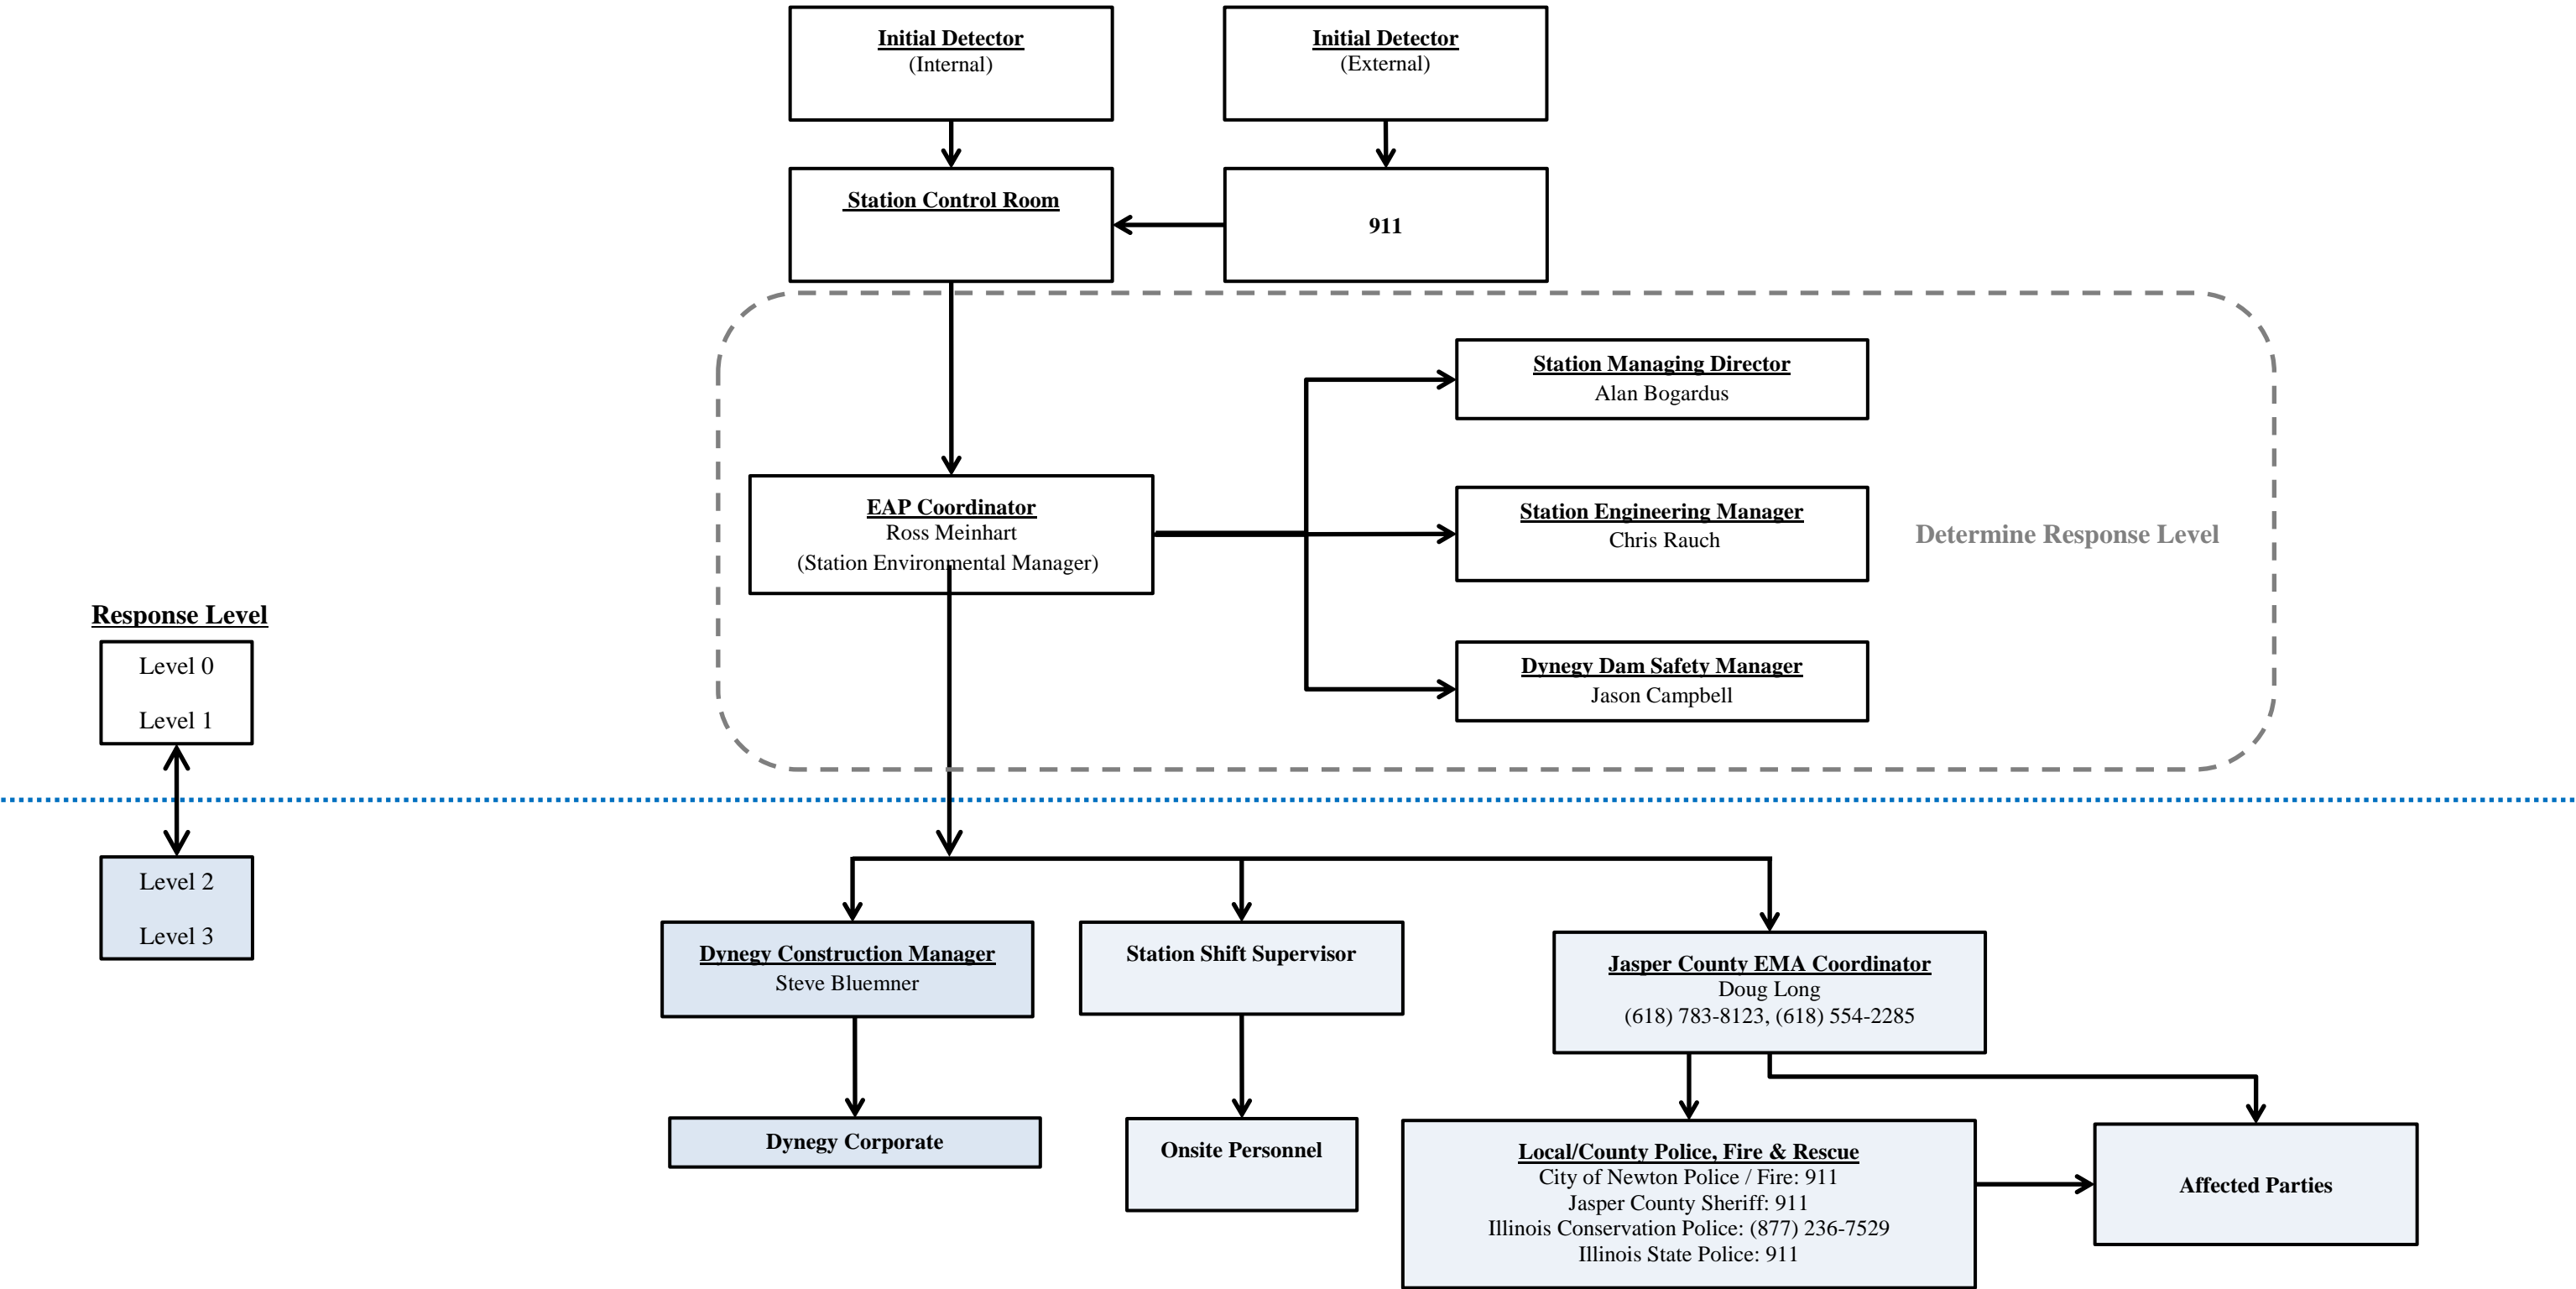 Initial Detector
(Internal)
Initial Detector
(External)
Station Control Room
911
Station Managing Director
Alan Bogardus
EAP Coordinator
Ross Meinhart
(Station Environmental Manager)
Station Engineering Manager
Chris Rauch
Determine Response Level
Dynegy Dam Safety Manager
Jason Campbell
Response Level
Level 0
Level 1
Level 2
Level 3
Dynegy Construction Manager
Steve Bluemner
Station Shift Supervisor
Jasper County EMA Coordinator
Doug Long
(618) 783-8123, (618) 554-2285
Dynegy Corporate
Onsite Personnel
Local/County Police, Fire & Rescue
City of Newton Police / Fire: 911
Jasper County Sheriff: 911
Illinois Conservation Police: (877) 236-7529
Illinois State Police: 911
Affected Parties